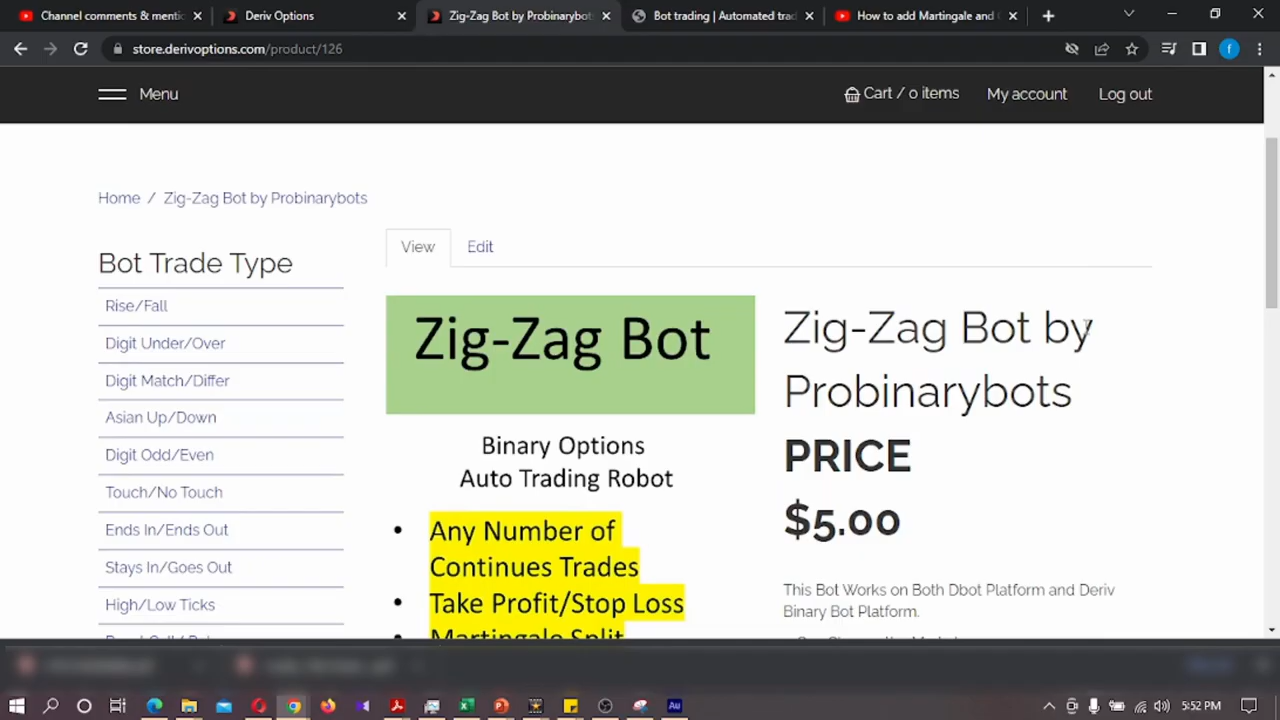 Channel comments & mentic
Deriv Options
Zig-Zag Bot by Probinarybot
Bot trading | Automated trad
How to add Martingale and
store.derivoptions.com/product/126
f
Menu
Cart / 0 items
My account
Log out
Home / Zig-Zag Bot by Probinarybots
Bot Trade Type
Rise/Fall
Digit Under/Over
Digit Match/Differ
Asian Up/Down
Digit Odd/Even
Touch/No Touch
Ends In/Ends Out
Stays In/Goes Out
High/Low Ticks
View
Edit
Zig-Zag Bot
Binary Options
Auto Trading Robot
• Any Number of
Continues Trades
• Take Profit/Stop Loss
• Martingale Split
Zig-Zag Bot by
Probinarybots
PRICE
$5.00
This Bot Works on Both Dbot Platform and Deriv
Binary Bot Platform.
5:52 PM